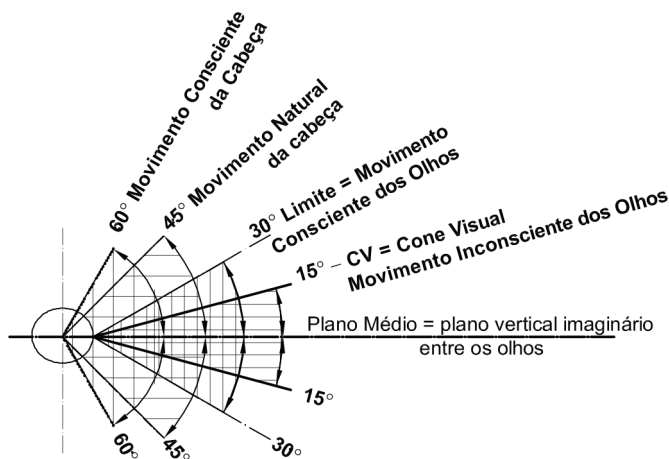 60° Movimento Consciente
da Cabeça
45° Movimento Natural
da cabeça
30° Limite = Movimento
Consciente dos Olhos
15° – CV = Cone Visual
Movimento Inconsciente dos Olhos
Plano Médio = plano vertical imaginário
entre os olhos
15°
30°
45°
60°